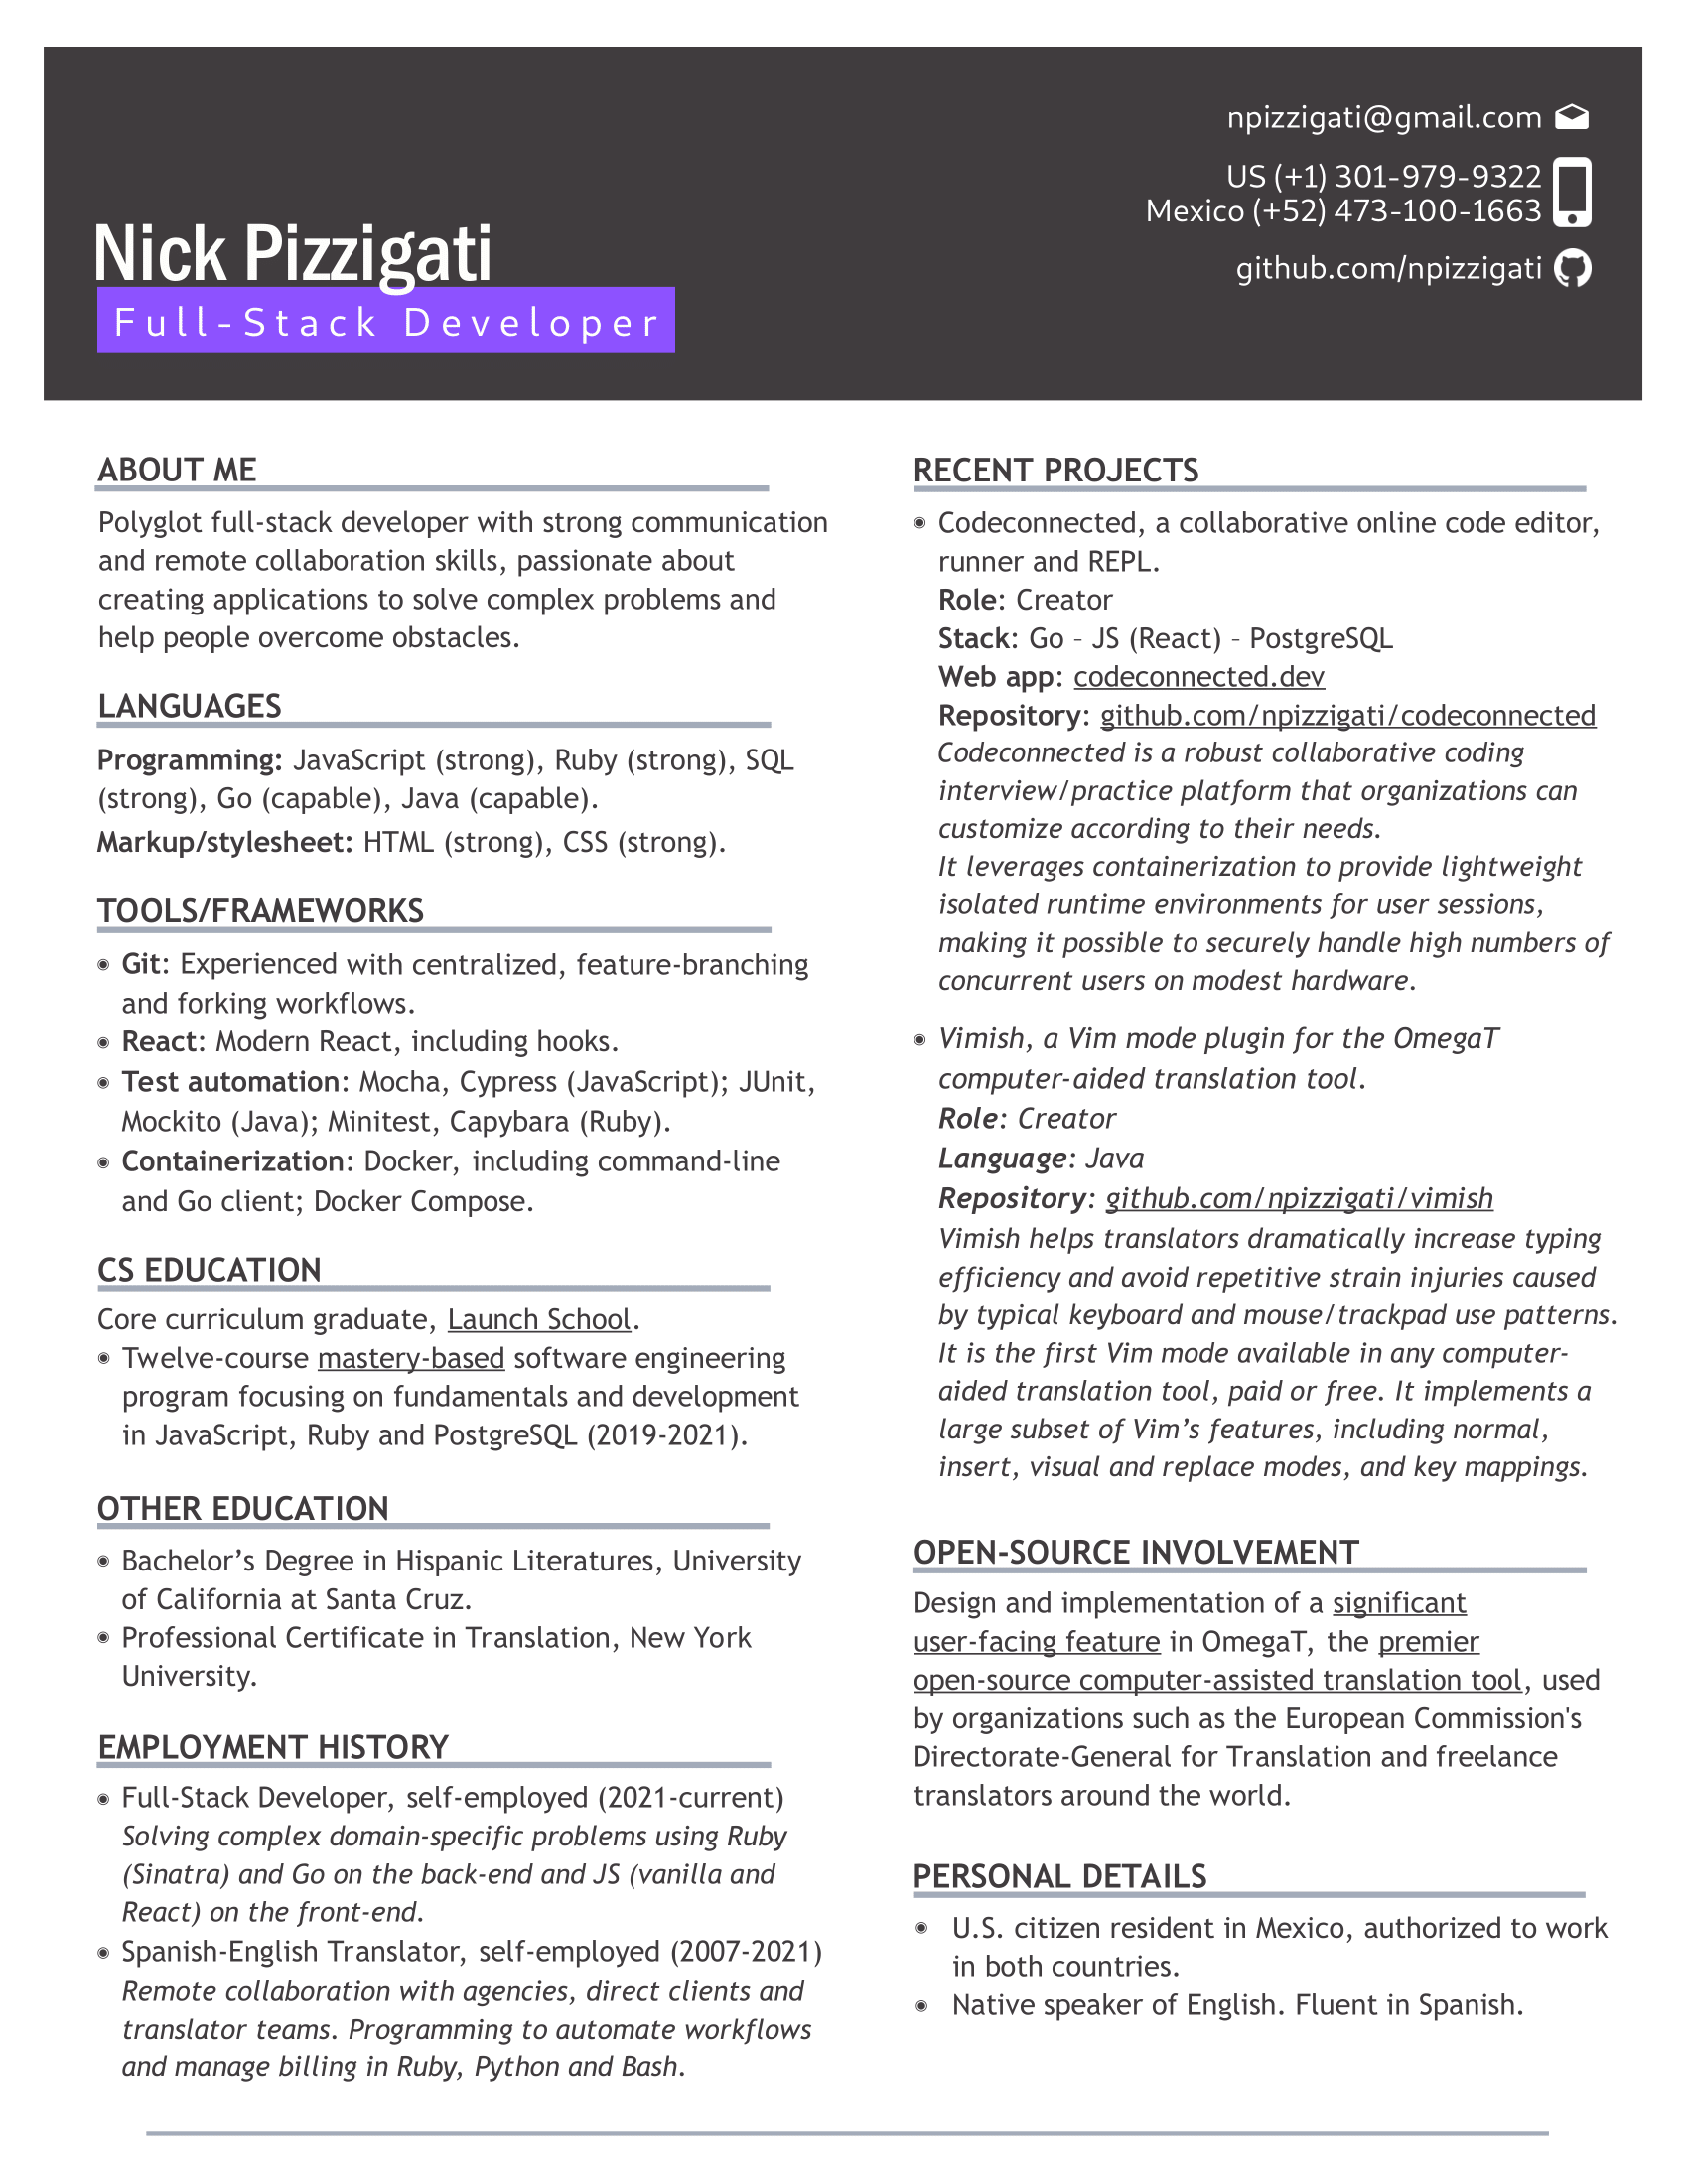 npizzigati@gmail.com
US (+1) 301-979-9322
Mexico (+52) 473-100-1663
github.com/npizzigati
Nick Pizzigati
Full-Stack Developer
ABOUT ME
Polyglot full-stack developer with strong communication
and remote collaboration skills, passionate about
creating applications to solve complex problems and
help people overcome obstacles.
LANGUAGES
Programming: JavaScript (strong), Ruby (strong), SQL
(strong), Go (capable), Java (capable).
Markup/stylesheet: HTML (strong), CSS (strong).
TOOLS/FRAMEWORKS
◉ Git: Experienced with centralized, feature-branching
and forking workflows.
◉ React: Modern React, including hooks.
◉ Test automation: Mocha, Cypress (JavaScript); JUnit,
Mockito (Java); Minitest, Capybara (Ruby).
◉ Containerization: Docker, including command-line
and Go client; Docker Compose.
CS EDUCATION
Core curriculum graduate, Launch School.
◉ Twelve-course mastery-based software engineering
program focusing on fundamentals and development
in JavaScript, Ruby and PostgreSQL (2019-2021).
OTHER EDUCATION
◉ Bachelor’s Degree in Hispanic Literatures, University
of California at Santa Cruz.
◉ Professional Certificate in Translation, New York
University.
EMPLOYMENT HISTORY
◉ Full-Stack Developer, self-employed (2021-current)
Solving complex domain-specific problems using Ruby
(Sinatra) and Go on the back-end and JS (vanilla and
React) on the front-end.
◉ Spanish-English Translator, self-employed (2007-2021)
Remote collaboration with agencies, direct clients and
translator teams. Programming to automate workflows
and manage billing in Ruby, Python and Bash.
RECENT PROJECTS
◉ Codeconnected, a collaborative online code editor,
runner and REPL.
Role: Creator
Stack: Go – JS (React) – PostgreSQL
Web app: codeconnected.dev
Repository: github.com/npizzigati/codeconnected
Codeconnected is a robust collaborative coding
interview/practice platform that organizations can
customize according to their needs.
It leverages containerization to provide lightweight
isolated runtime environments for user sessions,
making it possible to securely handle high numbers of
concurrent users on modest hardware.
◉ Vimish, a Vim mode plugin for the OmegaT
computer-aided translation tool.
Role: Creator
Language: Java
Repository: github.com/npizzigati/vimish
Vimish helps translators dramatically increase typing
efficiency and avoid repetitive strain injuries caused
by typical keyboard and mouse/trackpad use patterns.
It is the first Vim mode available in any computer-
aided translation tool, paid or free. It implements a
large subset of Vim’s features, including normal,
insert, visual and replace modes, and key mappings.
OPEN-SOURCE INVOLVEMENT
Design and implementation of a significant
user-facing feature in OmegaT, the premier
open-source computer-assisted translation tool, used
by organizations such as the European Commission's
Directorate-General for Translation and freelance
translators around the world.
PERSONAL DETAILS
◉ U.S. citizen resident in Mexico, authorized to work
in both countries.
◉ Native speaker of English. Fluent in Spanish.